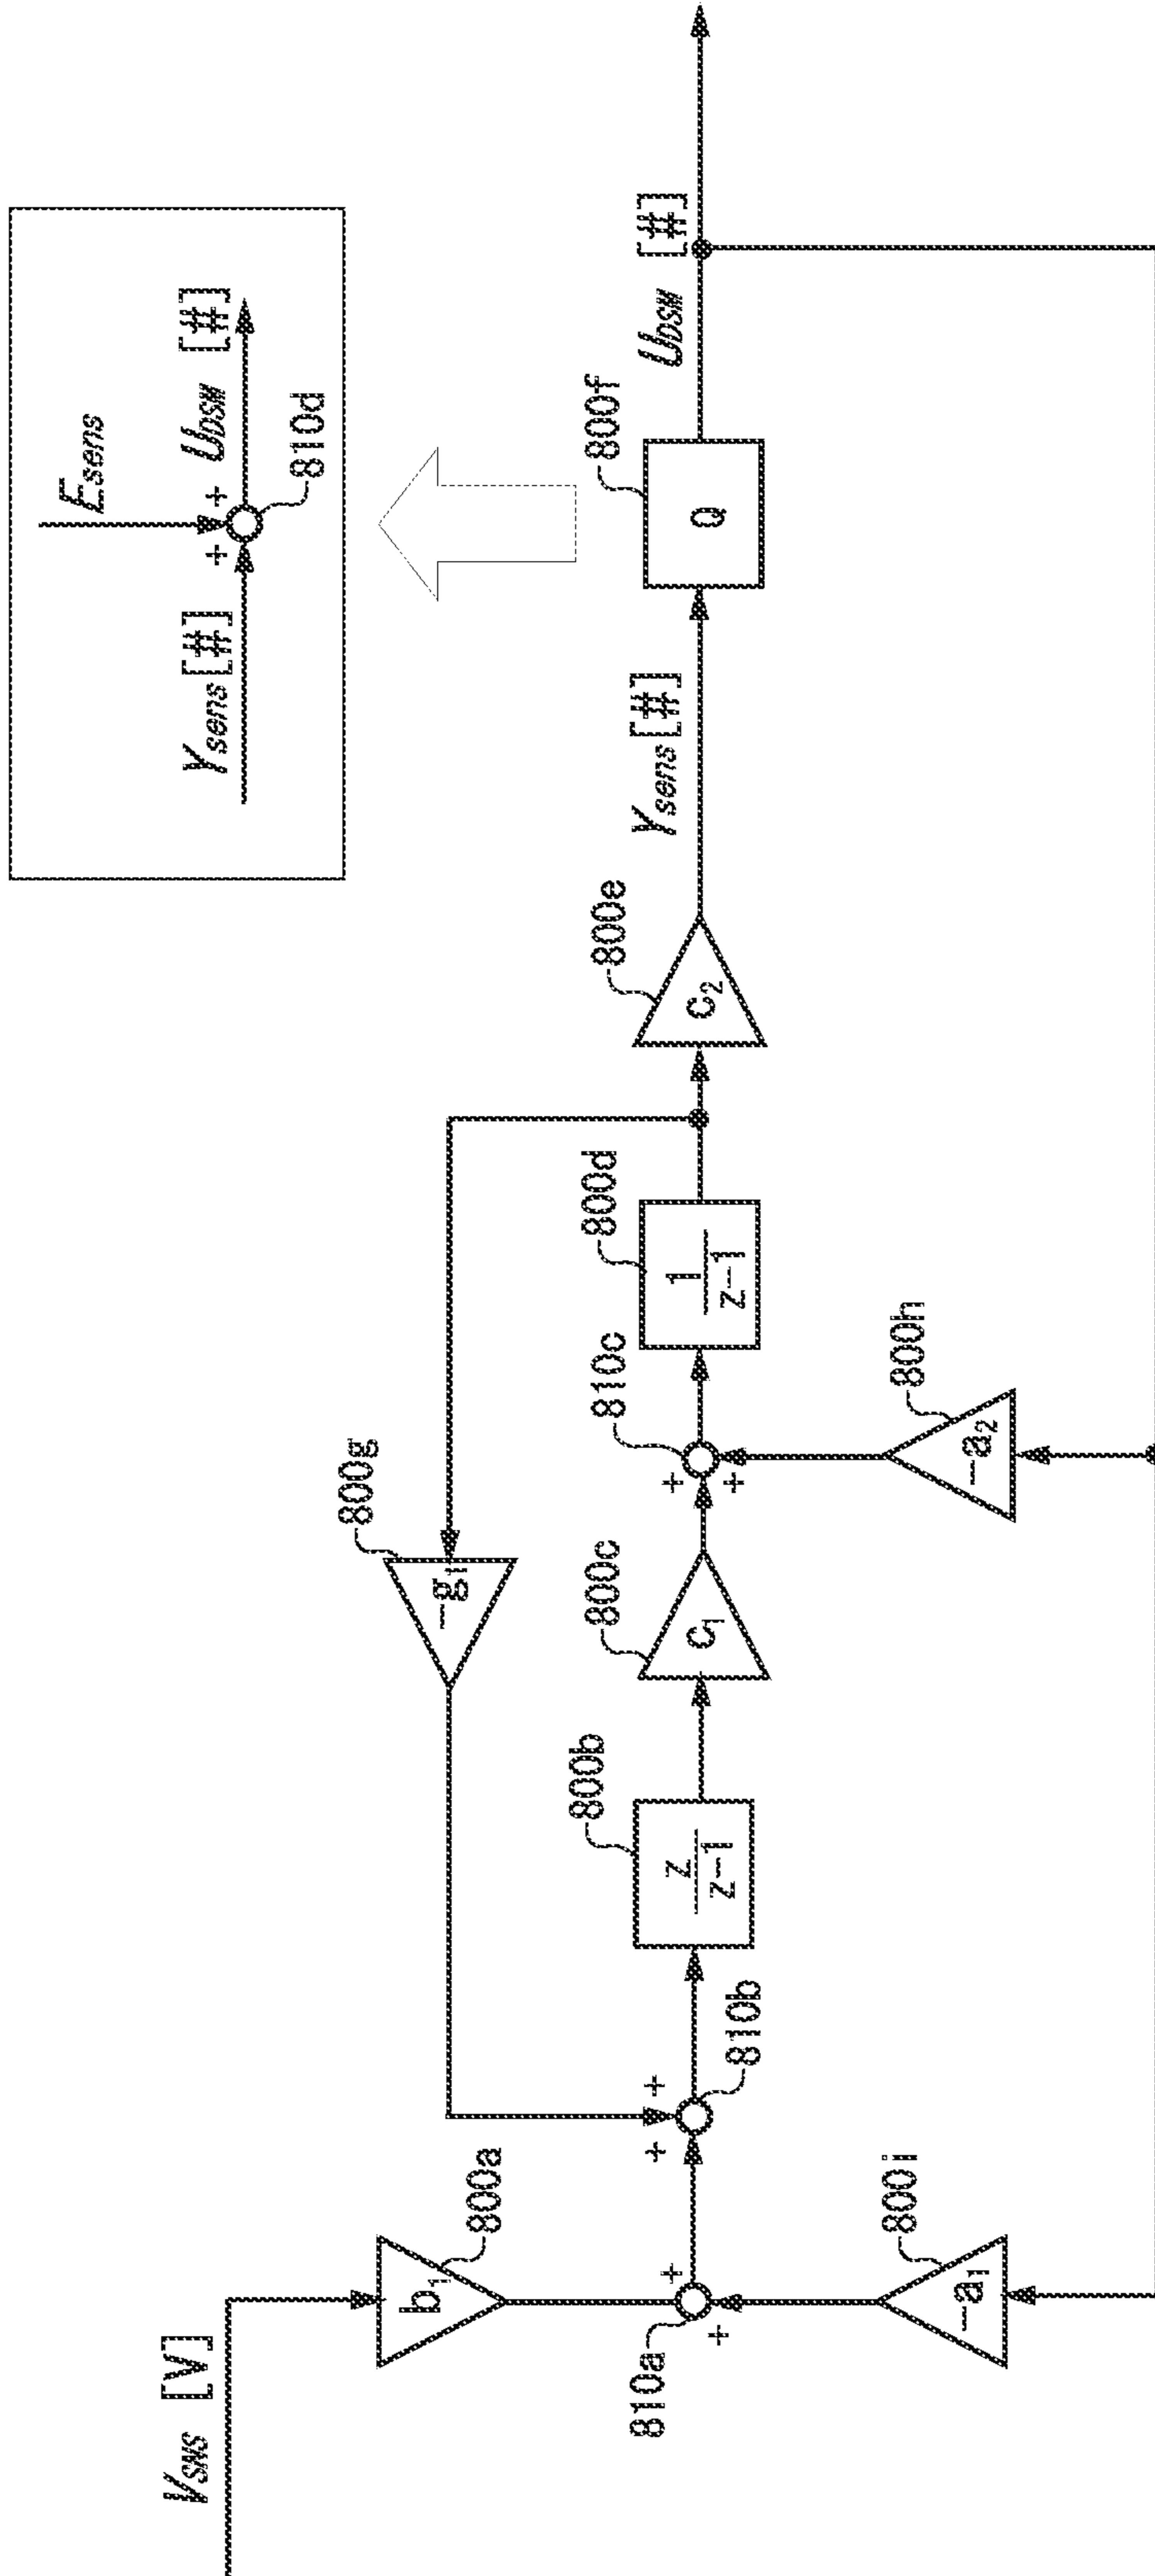 V_SNS [V]
b₁
800a
810a
-a₁
800i
810b
-g₁
800g
z
z-1
800b
c₁
800c
810c
-a₂
800h
1
z-1
800d
c₂
800e
Y_sens[#]
Q
800f
U_DSM [#]
E_sens
Y_sens[#]
U_DSM [#]
810d
+
+
+
+
+
+
+
+